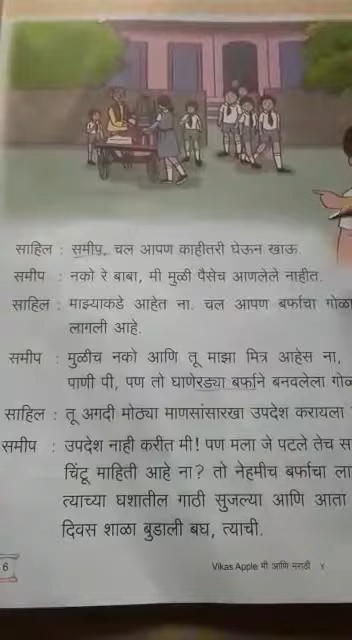 साहिल : समीप, चल आपण काहीतरी घेऊन खाऊ.
समीप : नको रे बाबा, मी मुळी पैसेच आणलेले नाहीत.
साहिल : माझ्याकडे आहेत ना. चल आपण बर्फाचा गोळा
लागली आहे.
समीप : मुळीच नको आणि तू माझा मित्र आहेस ना,
पाणी पी, पण तो घाणेरड्या बर्फाने बनवलेला
साहिल : तू अगदी मोठ्या माणसांसारखा उपदेश करायला
समीप : उपदेश नाही करीत मी! पण मला जे पटले तेच
चिंटू माहिती आहे ना? तो नेहमीच बर्फाचा
त्याच्या घशातील गाठी सुजल्या आणि आता
दिवस शाळा बुडाली बघ, त्याची.
6
Vikas Apple मी आणि मराठी ४